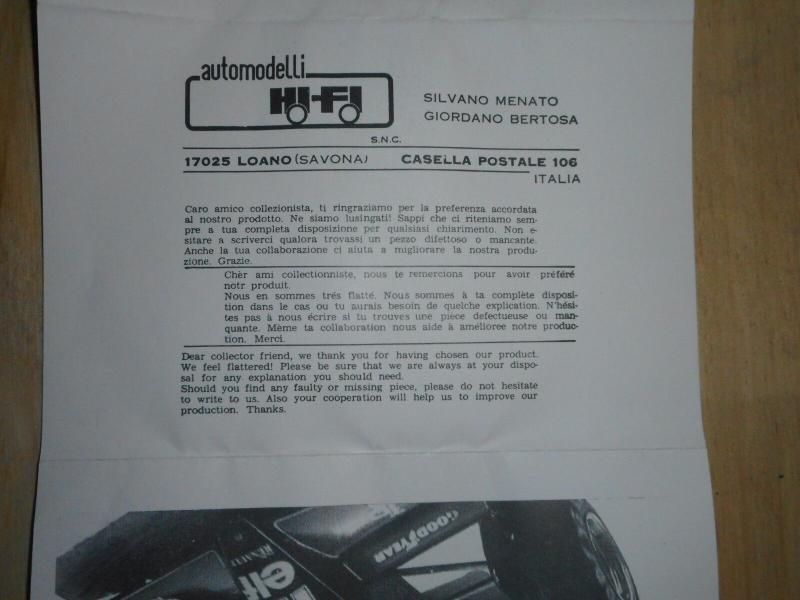 automodelli
HI-FI
SILVANO MENATO
GIORDANO BERTOSA
S.N.C.
17025 LOANO (SAVONA) CASELLA POSTALE 106
ITALIA
Caro amico collezionista, ti ringraziamo per la preferenza accordata
al nostro prodotto. Ne siamo lusingati! Sappi che ci riteniamo sem-
pre a tua completa disposizione per qualsiasi chiarimento. Non e-
sitare a scriverci qualora trovassi un pezzo difettoso o mancante.
Anche la tua collaborazione ci aiuta a migliorare la nostra produ-
zione. Grazie.
Chèr ami collectionniste, nous te remercions pour avoir préféré
notr produit.
Nous en sommes trés flatté. Nous sommes à ta complète disposi-
tion dans le cas ou tu aurais besoin de quelche explication. N'hési-
tes pas à nous écrire si tu trouves une pièce defectueuse ou man-
quante. Mème ta collaboration nous aide à amélioree notre produc-
tion. Merci.
Dear collector friend, we thank you for having chosen our product.
We feel flattered! Please be sure that we are always at your dispo-
sal for any explanation you should need.
Should you find any faulty or missing piece, please do not hesitate
to write to us. Also your cooperation will help us to improve our
production. Thanks.
GOODYEAR
RENAULT
elf